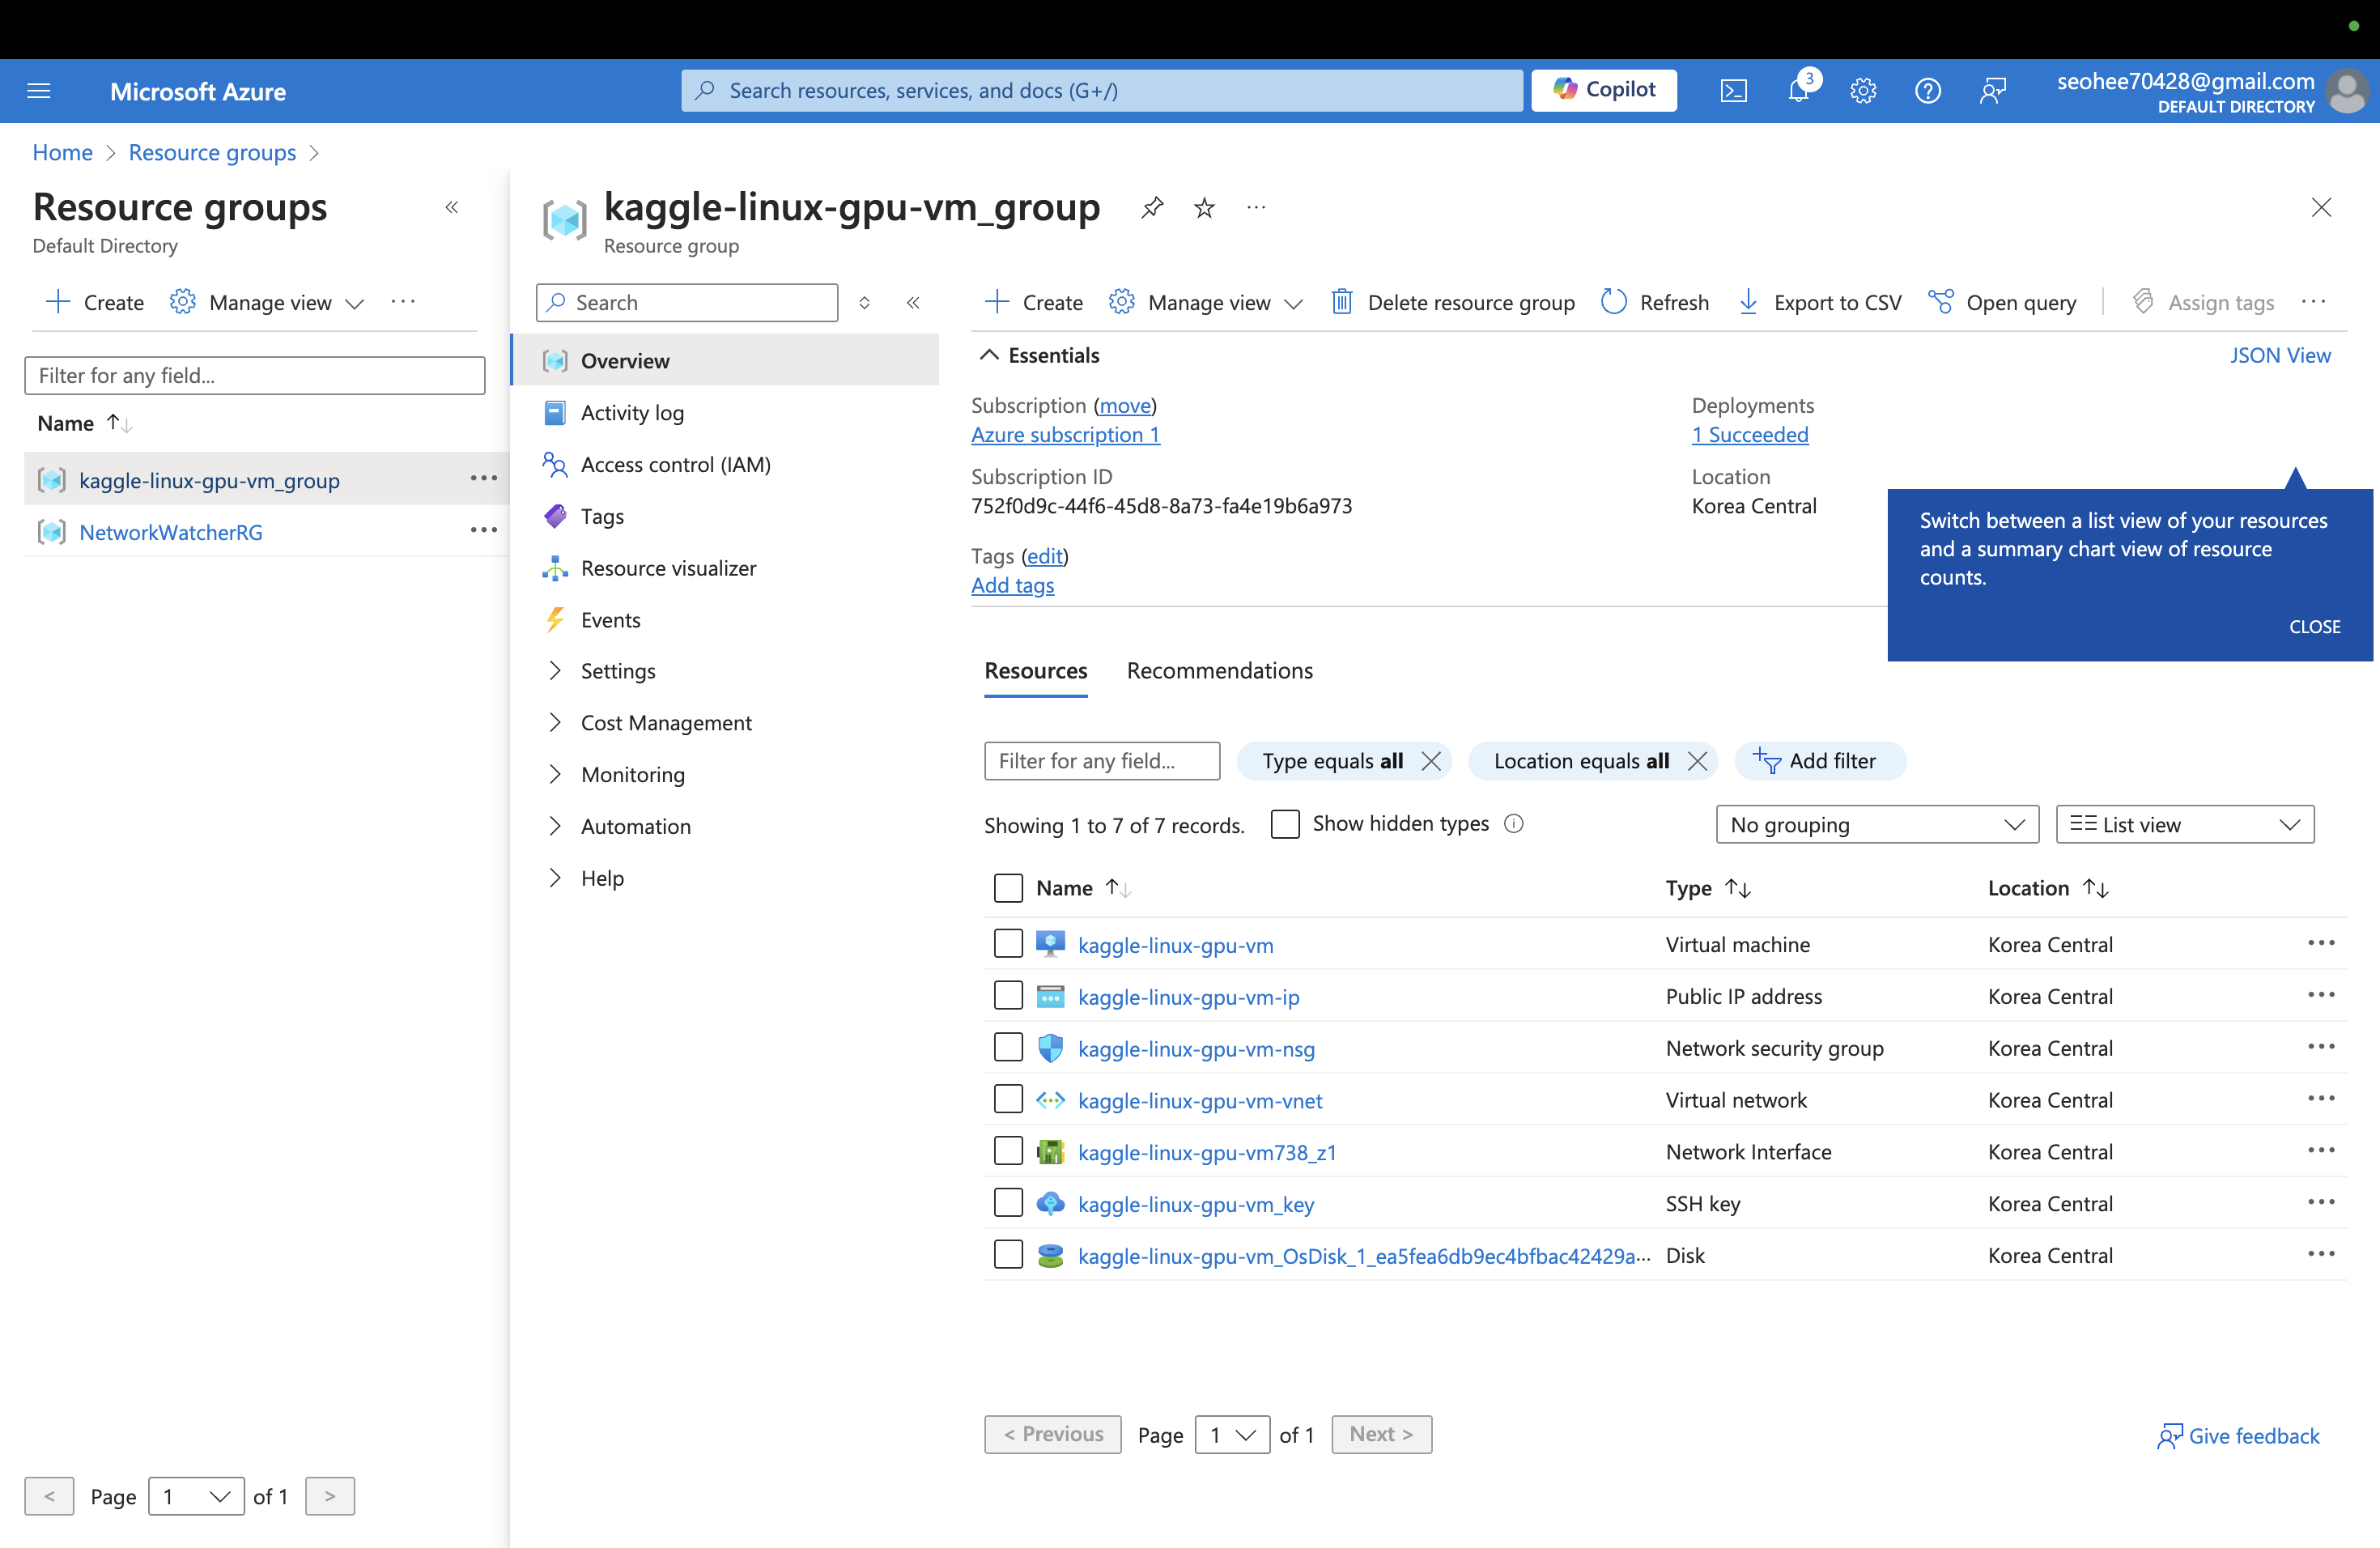 Microsoft Azure
Search resources, services, and docs (G+/)
Copilot
3
seohee70428@gmail.com
DEFAULT DIRECTORY
Home
Resource groups
Resource groups
Default Directory
Create
Manage view
Filter for any field...
Name
kaggle-linux-gpu-vm_group
NetworkWatcherRG
< Page 1 of 1 >
kaggle-linux-gpu-vm_group
Resource group
Search
Overview
Activity log
Access control (IAM)
Tags
Resource visualizer
Events
Settings
Cost Management
Monitoring
Automation
Help
Create
Manage view
Delete resource group
Refresh
Export to CSV
Open query
Assign tags
Essentials
JSON View
Subscription (move)
Azure subscription 1
Subscription ID
752f0d9c-44f6-45d8-8a73-fa4e19b6a973
Tags (edit)
Add tags
Deployments
1 Succeeded
Location
Korea Central
Switch between a list view of your resources
and a summary chart view of resource
counts.
CLOSE
Resources
Recommendations
Filter for any field...
Type equals all
Location equals all
Add filter
Showing 1 to 7 of 7 records.
Show hidden types
No grouping
List view
Name Type Location
kaggle-linux-gpu-vm Virtual machine Korea Central
kaggle-linux-gpu-vm-ip Public IP address Korea Central
kaggle-linux-gpu-vm-nsg Network security group Korea Central
kaggle-linux-gpu-vm-vnet Virtual network Korea Central
kaggle-linux-gpu-vm738_z1 Network Interface Korea Central
kaggle-linux-gpu-vm_key SSH key Korea Central
kaggle-linux-gpu-vm_OsDisk_1_ea5fea6db9ec4bfbac42429a... Disk Korea Central
< Previous Page 1 of 1 Next >
Give feedback